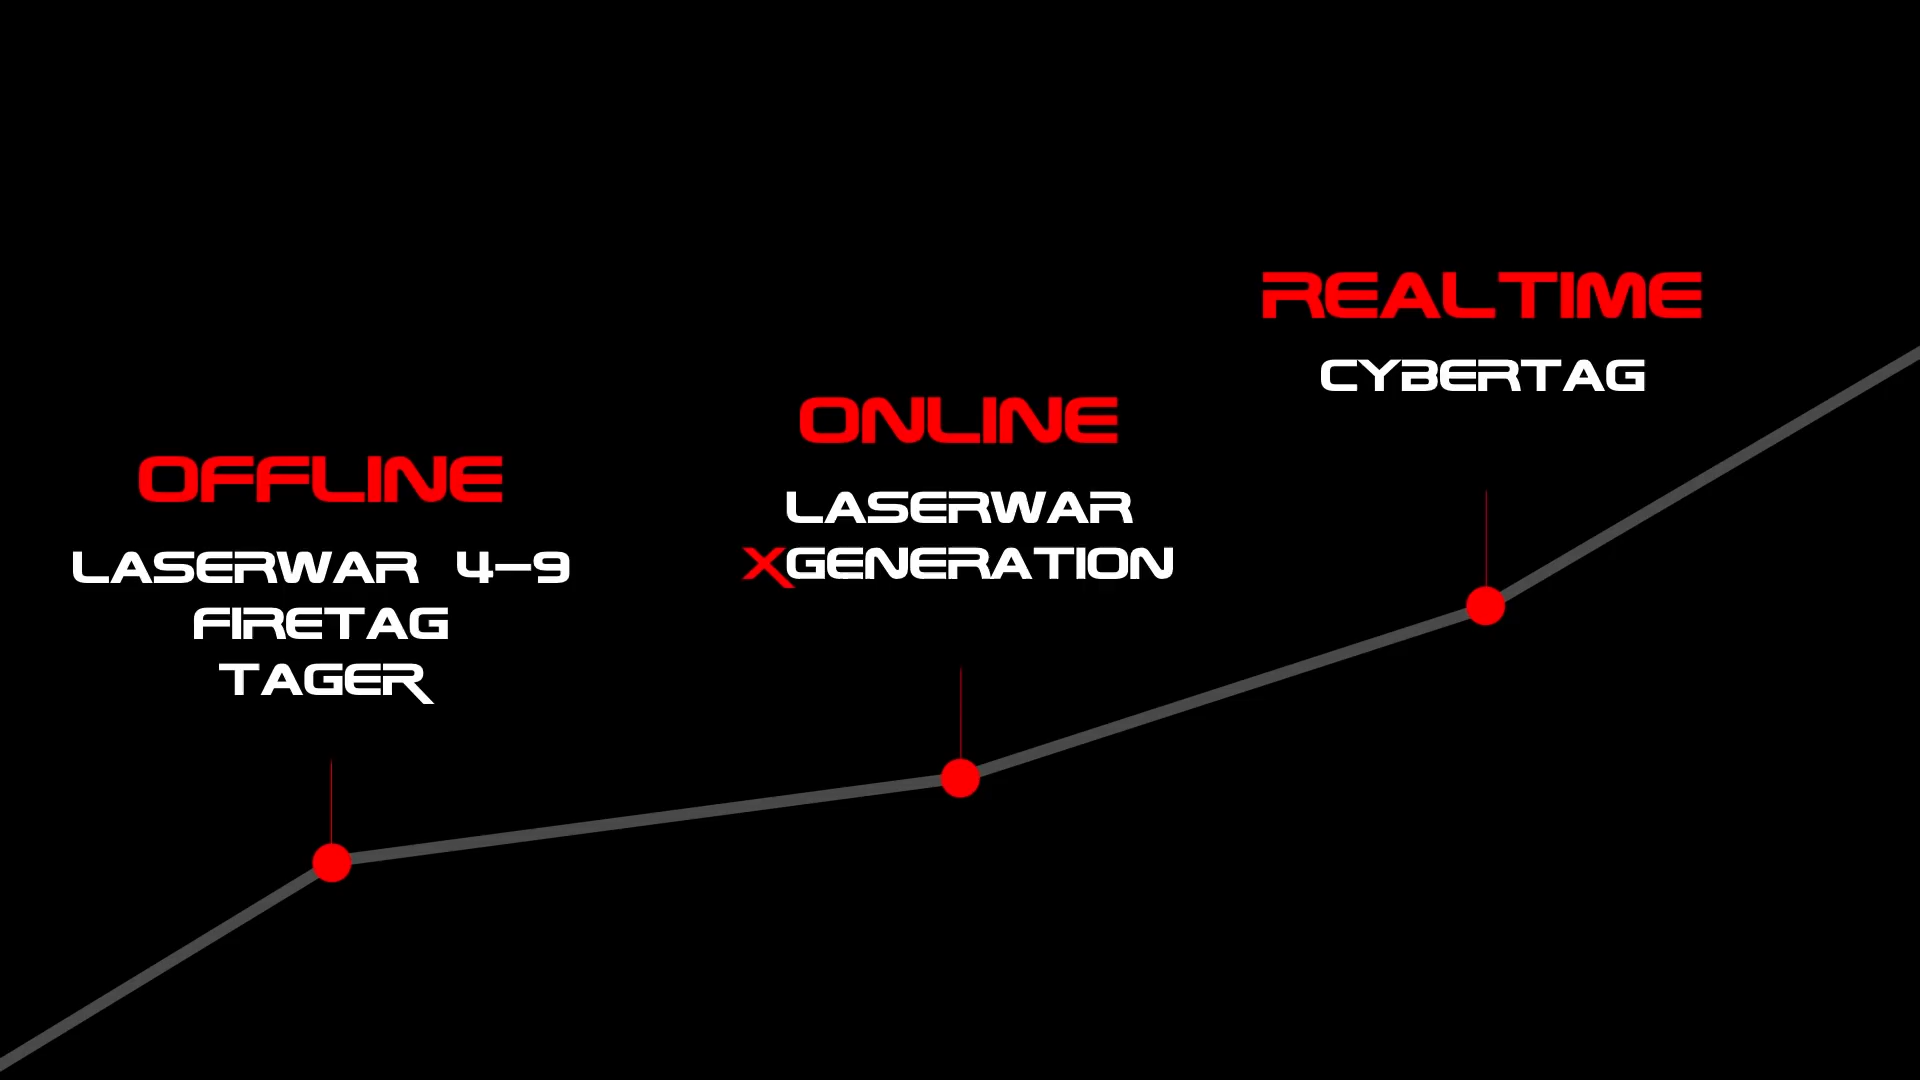 OFFLINE
LASERWAR 4-9
FIRETAG
TAGER
ONLINE
LASERWAR
XGENERATION
REALTIME
CYBERTAG